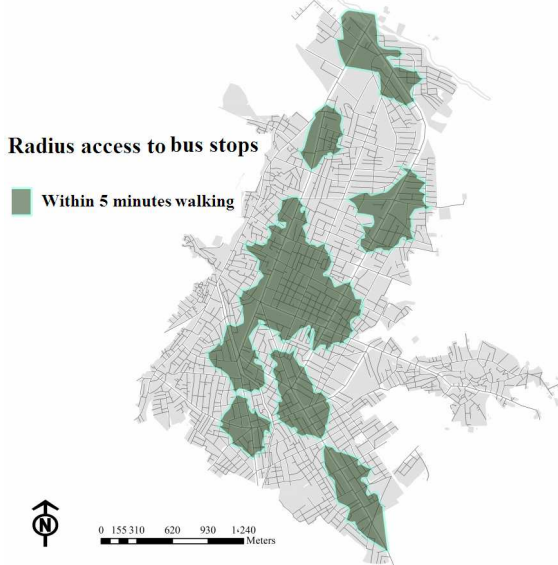 Radius access to bus stops
Within 5 minutes walking
N
0 155 310 620 930 1٬240
Meters